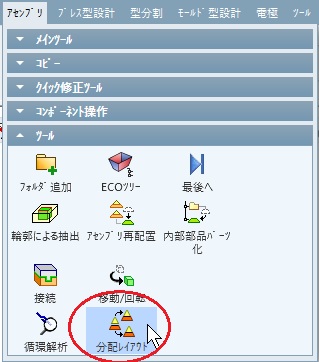 ｱｾﾝﾌﾞﾘ ﾌﾟﾚｽ型設計 型分割 ﾓｰﾙﾄﾞ型設計 電極 ﾂｰﾙ
ﾒｲﾝﾂｰﾙ
ｺﾋﾟｰ
ｸｲｯｸ修正ﾂｰﾙ
ｺﾝﾎﾟｰﾈﾝﾄ操作
ﾂｰﾙ
ﾌｫﾙﾀﾞ追加 ECOﾂﾘｰ 最後へ
輪郭による抽出 ｱｾﾝﾌﾞﾘ再配置 内部部品ﾊﾟｰﾂ
化
接続 移動/回転
循環解析 分配ﾚｲｱｳﾄ